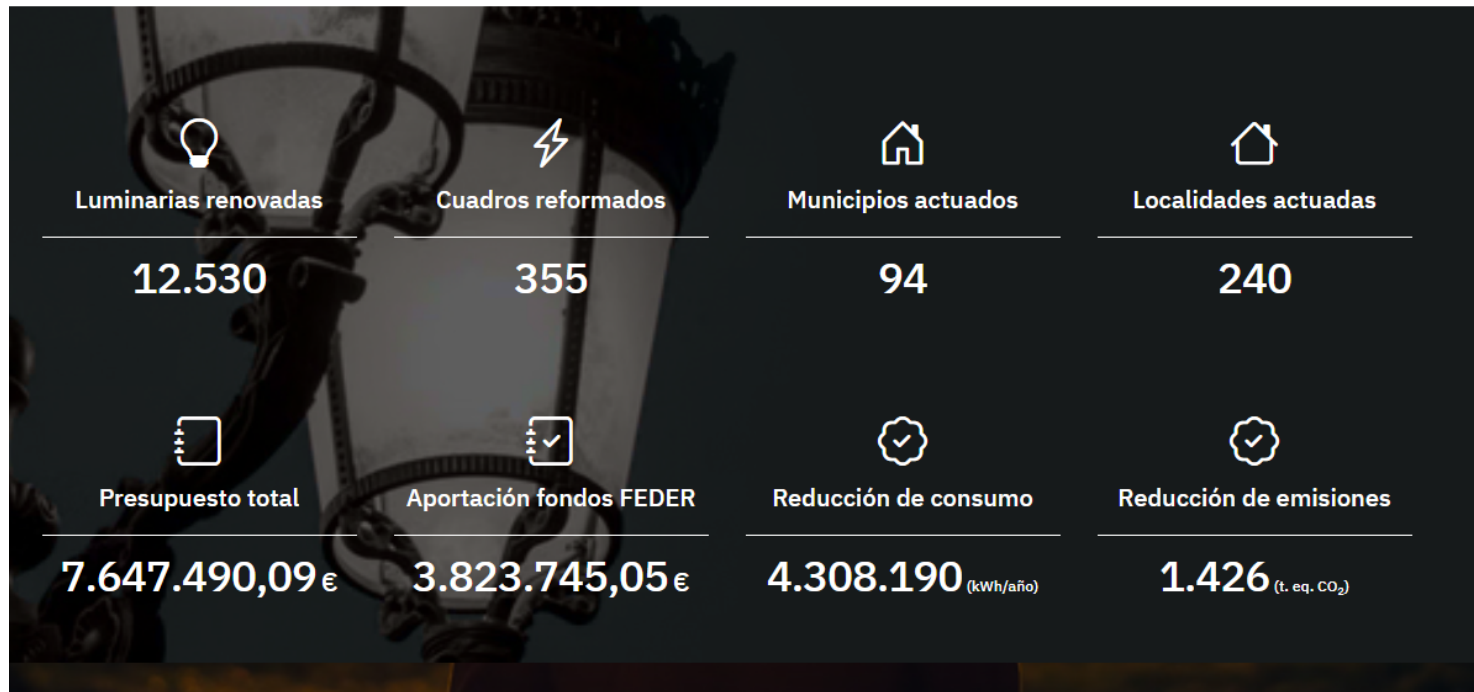 Luminarias renovadas
12.530
Cuadros reformados
355
Municipios actuados
94
Localidades actuadas
240
Presupuesto total
7.647.490,09 €
Aportación fondos FEDER
3.823.745,05 €
Reducción de consumo
4.308.190 (kWh/año)
Reducción de emisiones
1.426 (t. eq. CO₂)